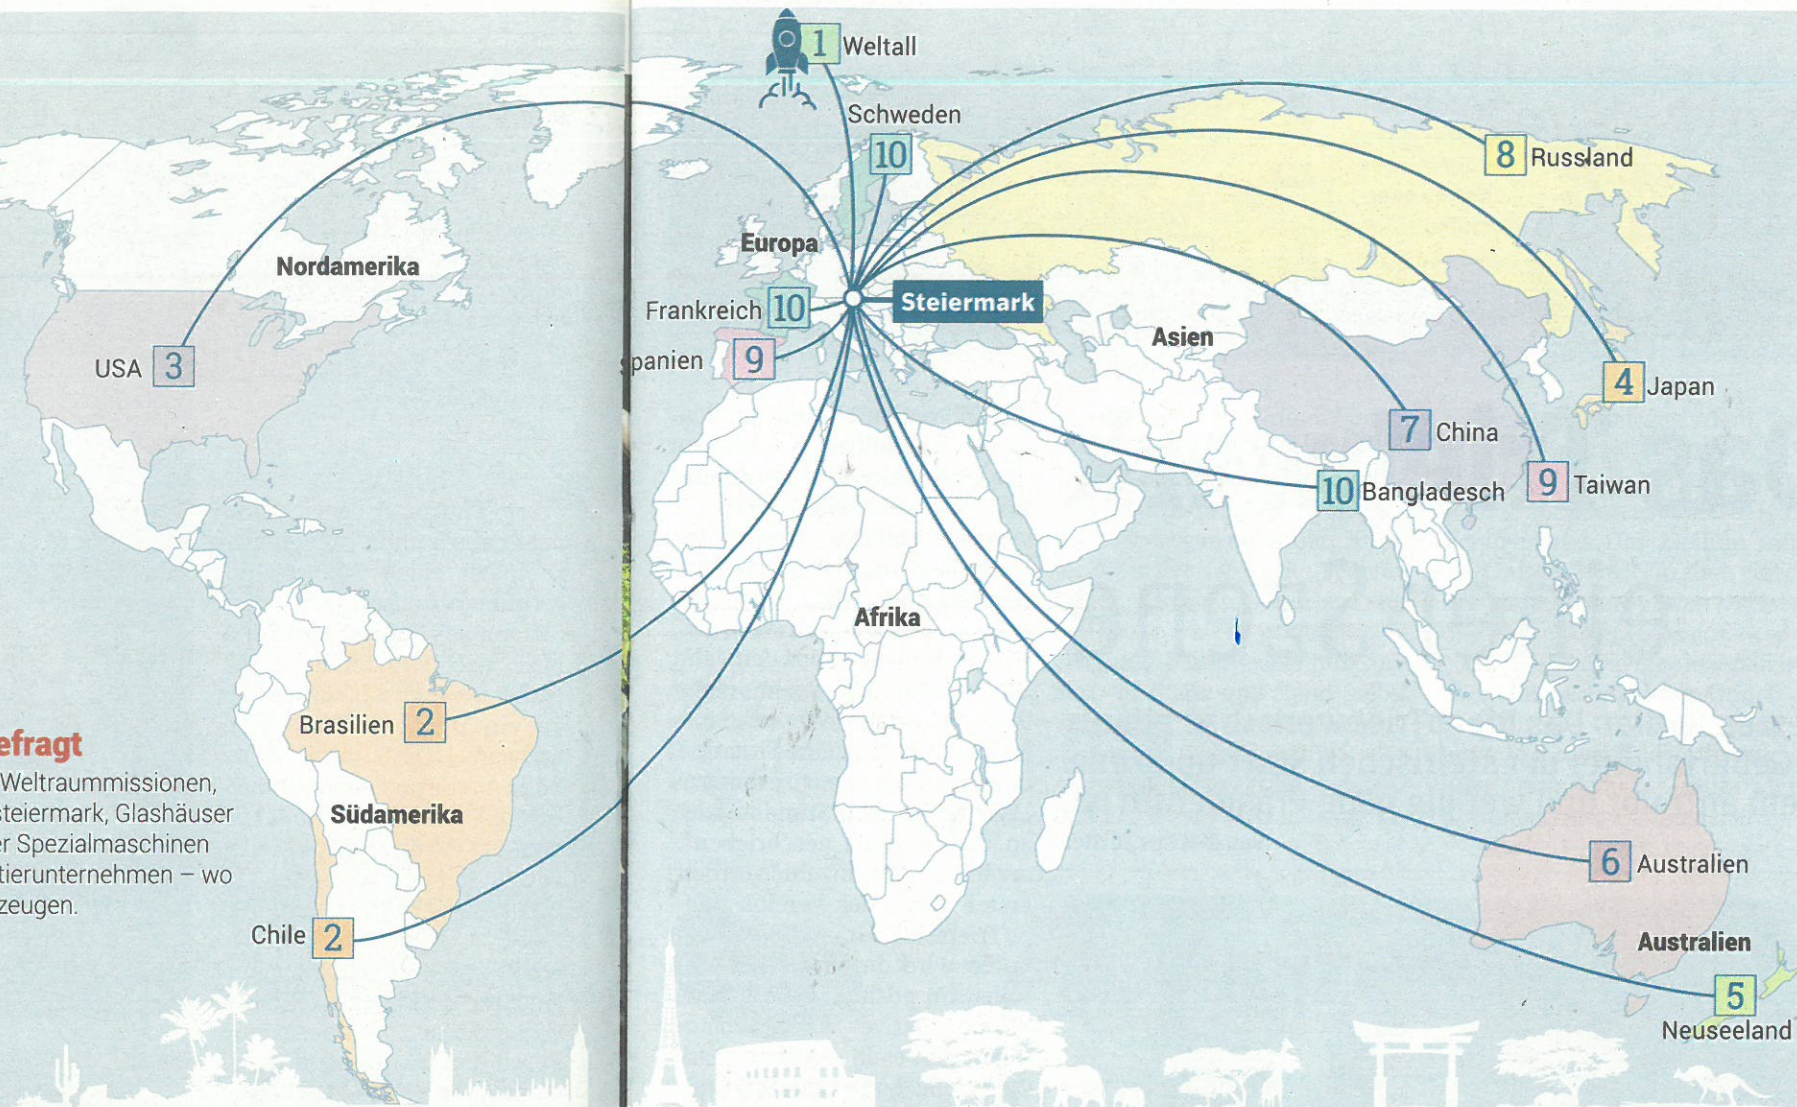 1 Weltall
Schweden
10
8 Russland
Europa
Nordamerika
Steiermark
Frankreich 10
Asien
panien 9
USA 3
4 Japan
7 China
10 Bangladesch
9 Taiwan
Afrika
Brasilien 2
efragt
Weltraummissionen,
steiermark, Glashäuser
er Spezialmaschinen
tierunternehmen – wo
zeugen.
Südamerika
6 Australien
Chile 2
Australien
5
Neuseeland